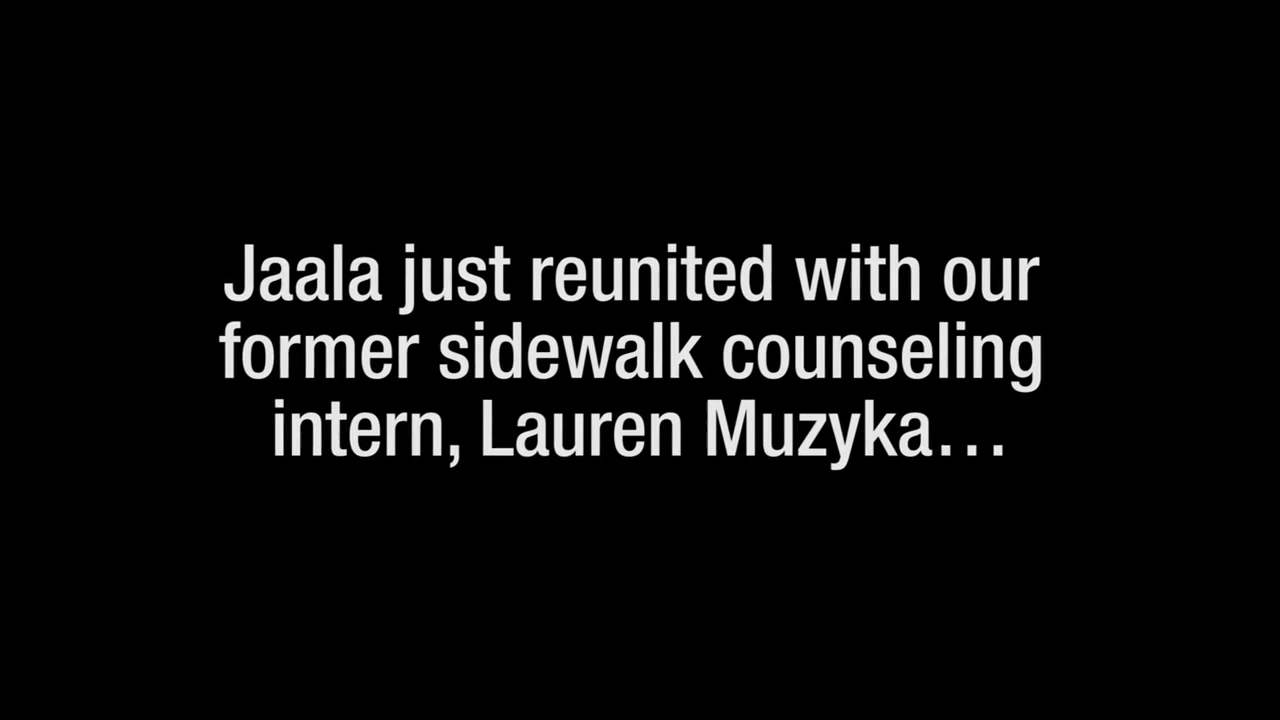 Jaala just reunited with our
former sidewalk counseling
intern, Lauren Muzyka…